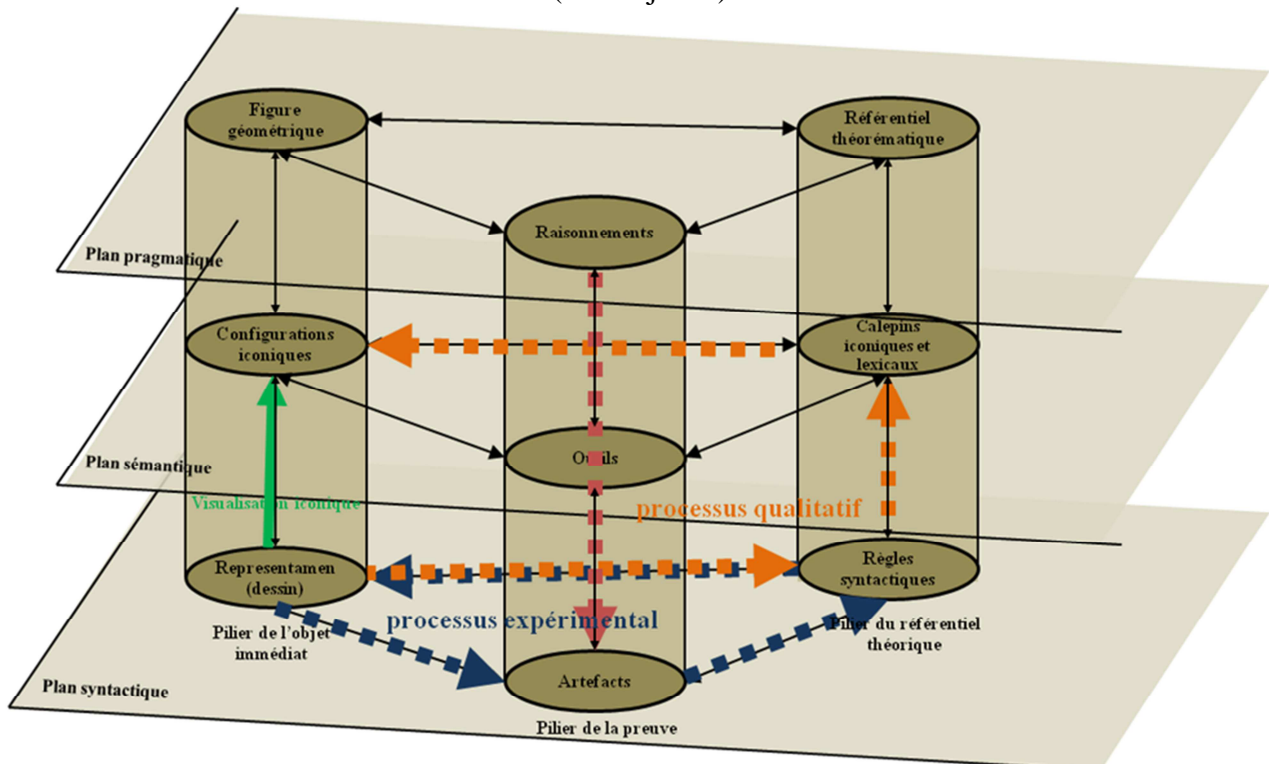 Figure
géométrique
Référentiel
théorématique
Raisonnements
Plan pragmatique
Configurations
iconiques
Calepins
iconiques et
lexicaux
Outils
Plan sémantique
Visualisation iconique
processus qualitatif
Representamen
(dessin)
Règles
syntactiques
processus expérimental
Pilier de l'objet
immédiat
Pilier du référentiel
théorique
Artefacts
Plan syntactique
Pilier de la preuve